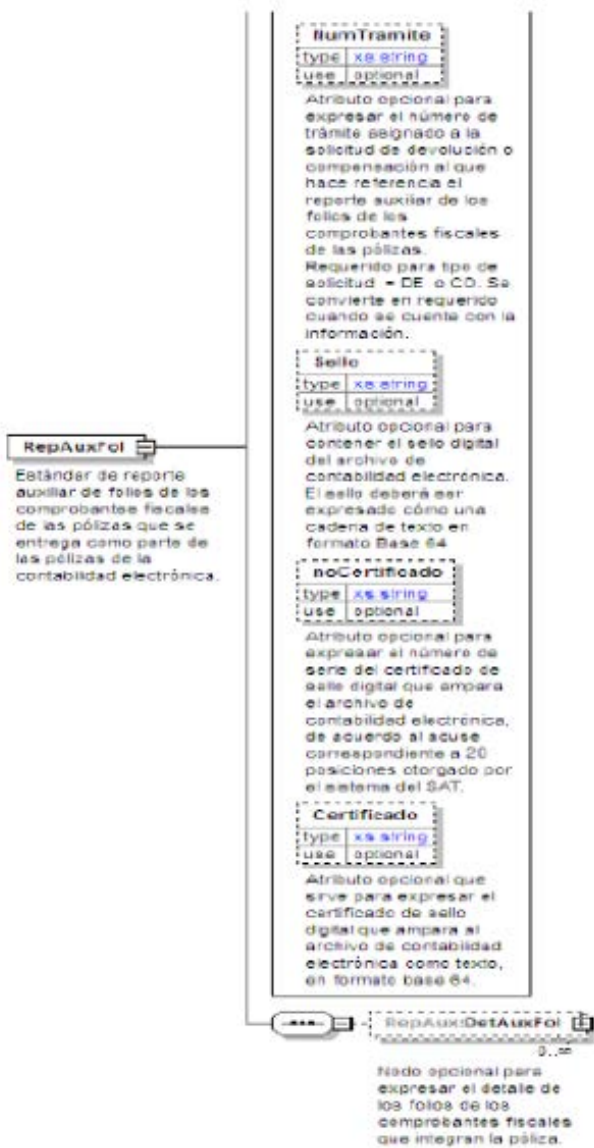 NumTramite
type xs:string
use optional
Atributo opcional para
expresar el número de
trámite asignado a la
solicitud de devolución o
compensación al que
hace referencia el
reporte auxiliar de los
folios de los
comprobantes fiscales
de las pólizas.
Requerido para tipo de
solicitud = DE o CO. Se
convierte en requerido
cuando se cuente con la
información.
Sello
type xs:string
use optional
Atributo opcional para
contener el sello digital
del archivo de
contabilidad electrónica.
El sello deberá ser
expresado cómo una
cadena de texto en
formato Base 64
noCertificado
type xs:string
use optional
Atributo opcional para
expresar el número de
serie del certificado de
sello digital que ampara
el archivo de
contabilidad electrónica,
de acuerdo al acuse
correspondiente a 20
posiciones otorgado por
el sistema del SAT.
Certificado
type xs:string
use optional
Atributo opcional que
sirve para expresar el
certificado de sello
digital que ampara al
archivo de contabilidad
electrónica como texto,
en formato base 64.
RepAuxFol
Estándar de reporte
auxiliar de folios de los
comprobantes fiscales
de las pólizas que se
entrega como parte de
las pólizas de la
contabilidad electrónica.
RepAux:DetAuxFol
0..∞
Nodo opcional para
expresar el detalle de
los folios de los
comprobantes fiscales
que integran la póliza.